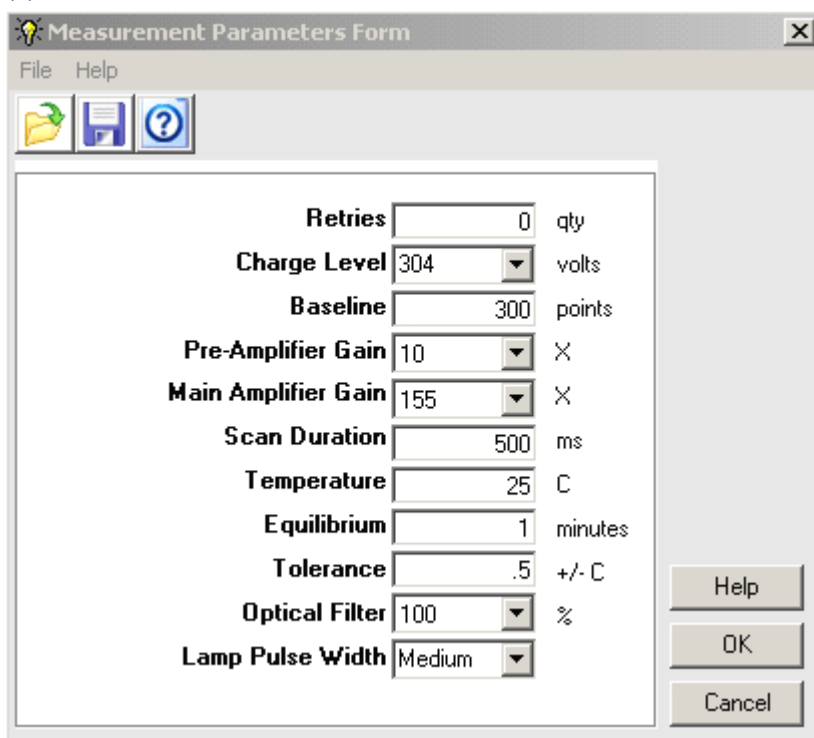 Measurement Parameters Form
File Help
Retries 0 qty
Charge Level 304 volts
Baseline 300 points
Pre-Amplifier Gain 10 X
Main Amplifier Gain 155 X
Scan Duration 500 ms
Temperature 25 C
Equilibrium 1 minutes
Tolerance .5 +/- C
Optical Filter 100 %
Lamp Pulse Width Medium
Help
OK
Cancel